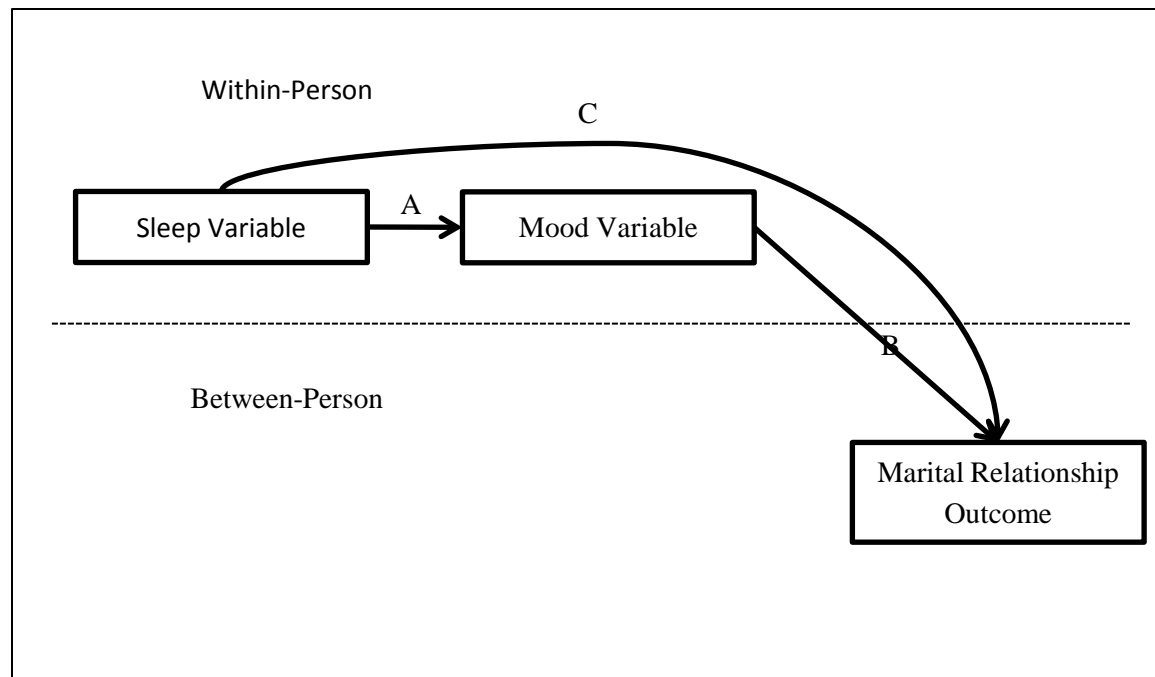 Within-Person
C
A
Sleep Variable
Mood Variable
B
Between-Person
Marital Relationship
Outcome